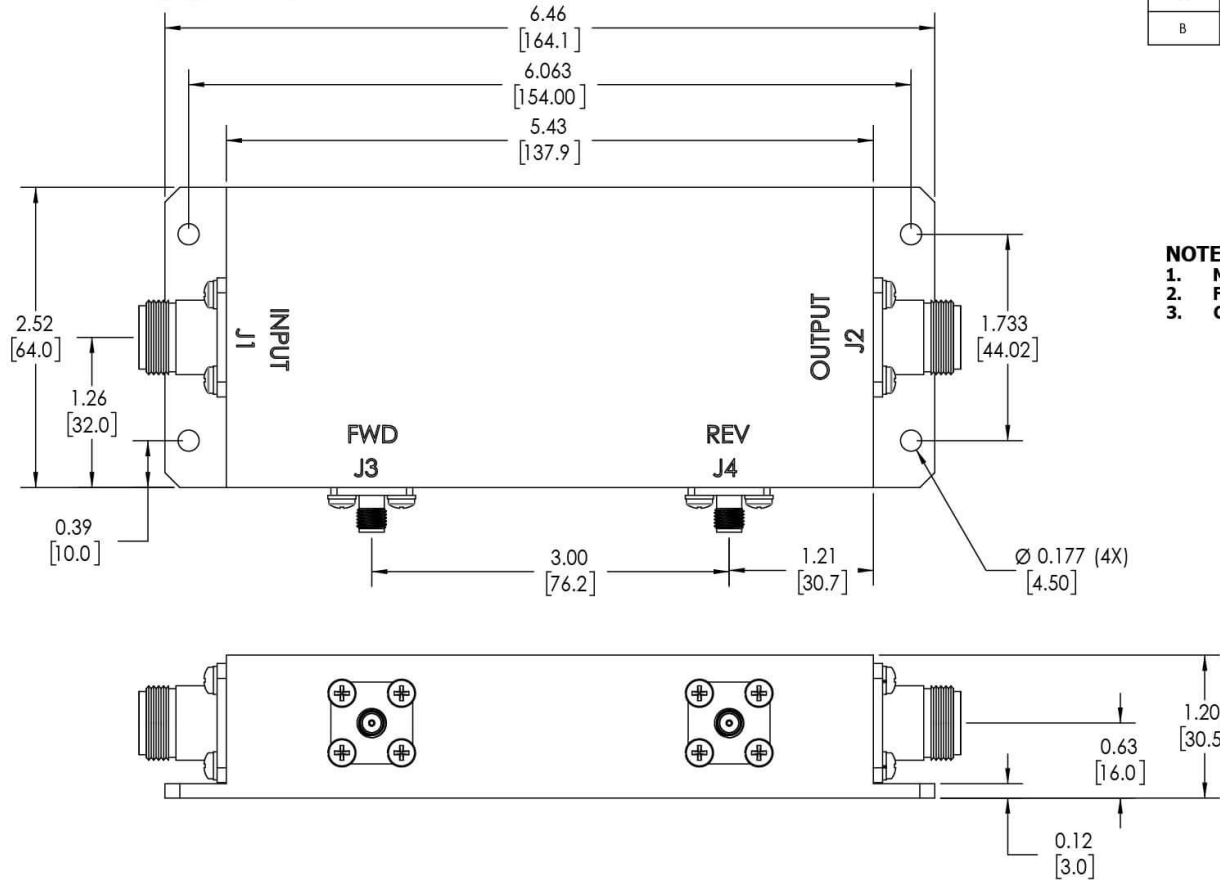 6.46
[164.1]
B
6.063
[154.00]
5.43
[137.9]
NOTE
1.
2.
3.
2.52
[64.0]
INPUT
J1
OUTPUT
J2
1.733
[44.02]
1.26
[32.0]
FWD
J3
REV
J4
0.39
[10.0]
3.00
[76.2]
1.21
[30.7]
Ø 0.177 (4X)
[4.50]
1.20
[30.5
0.63
[16.0]
0.12
[3.0]